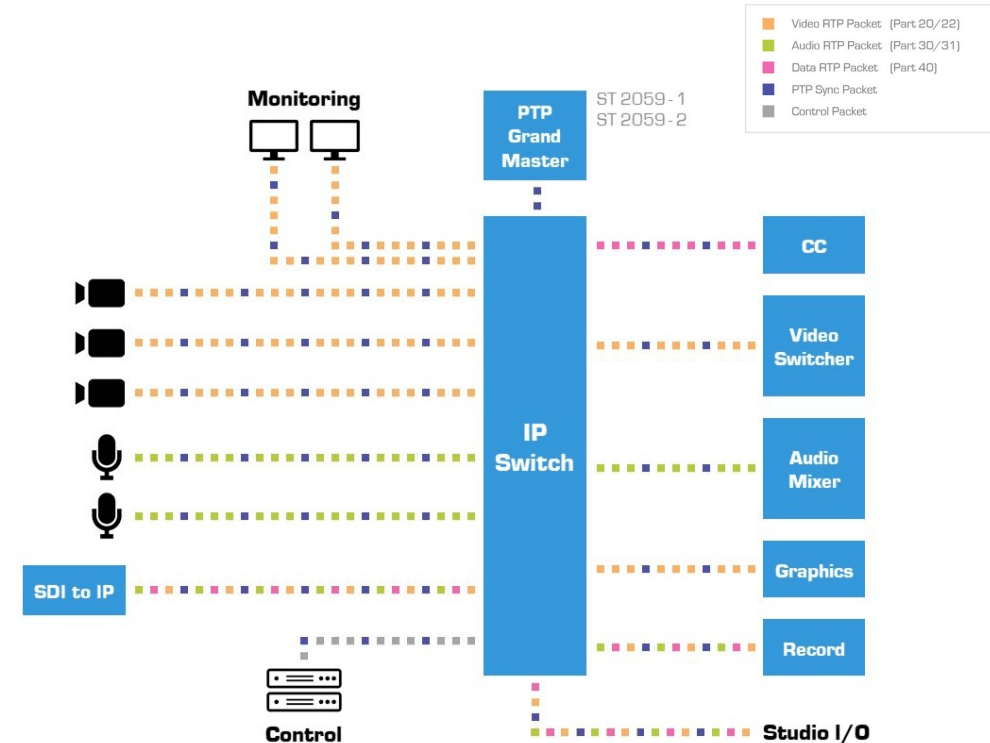 Video RTP Packet (Part 20/22)
Audio RTP Packet (Part 30/31)
Data RTP Packet (Part 40)
PTP Sync Packet
Control Packet
Monitoring
PTP
Grand
Master
ST 2059-1
ST 2059-2
CC
Video
Switcher
IP
Switch
Audio
Mixer
SDI to IP
Graphics
Record
Control
Studio I/O